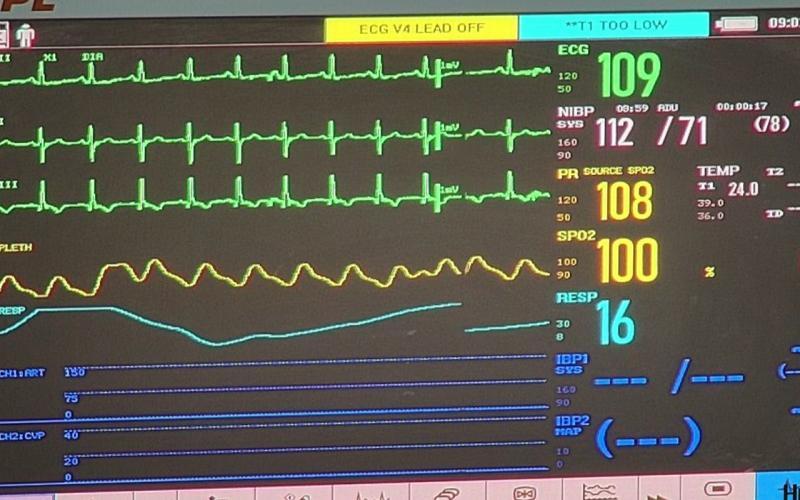 ECG V4 LEAD OFF
**T1 TOO LOW
II X1 DIA
1mV
ECG
120
50
109
I
1mV
NIBP 08:59 ADU 00:00:17
SYS
160
90
112 /71 (78)
III
1mV
PR SOURCE SPO2
120
50
108
TEMP T2
T1 24.0
39.0
36.0
TD
PLETH
SPO2
100
90
100 %
RESP
RESP
30
8
16
CH1:ART 150
75
0
IBP1
SYS
160
90
--- /---
CH2:CVP 40
20
0
IBP2
MAP
10
0
(---)